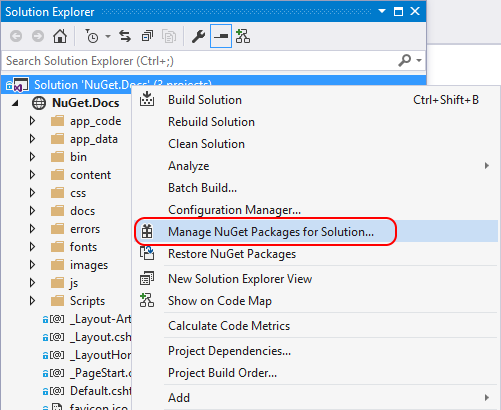 Solution Explorer
Search Solution Explorer (Ctrl+;)
Solution 'NuGet.Docs' (3 projects)
NuGet.Docs
app_code
app_data
bin
content
css
docs
errors
fonts
images
js
Scripts
_Layout-Art
_Layout.csh
_LayoutHor
_PageStart.c
Default.csht
favicon.ico
Build Solution Ctrl+Shift+B
Rebuild Solution
Clean Solution
Analyze
Batch Build...
Configuration Manager...
Manage NuGet Packages for Solution...
Restore NuGet Packages
New Solution Explorer View
Show on Code Map
Calculate Code Metrics
Project Dependencies...
Project Build Order...
Add